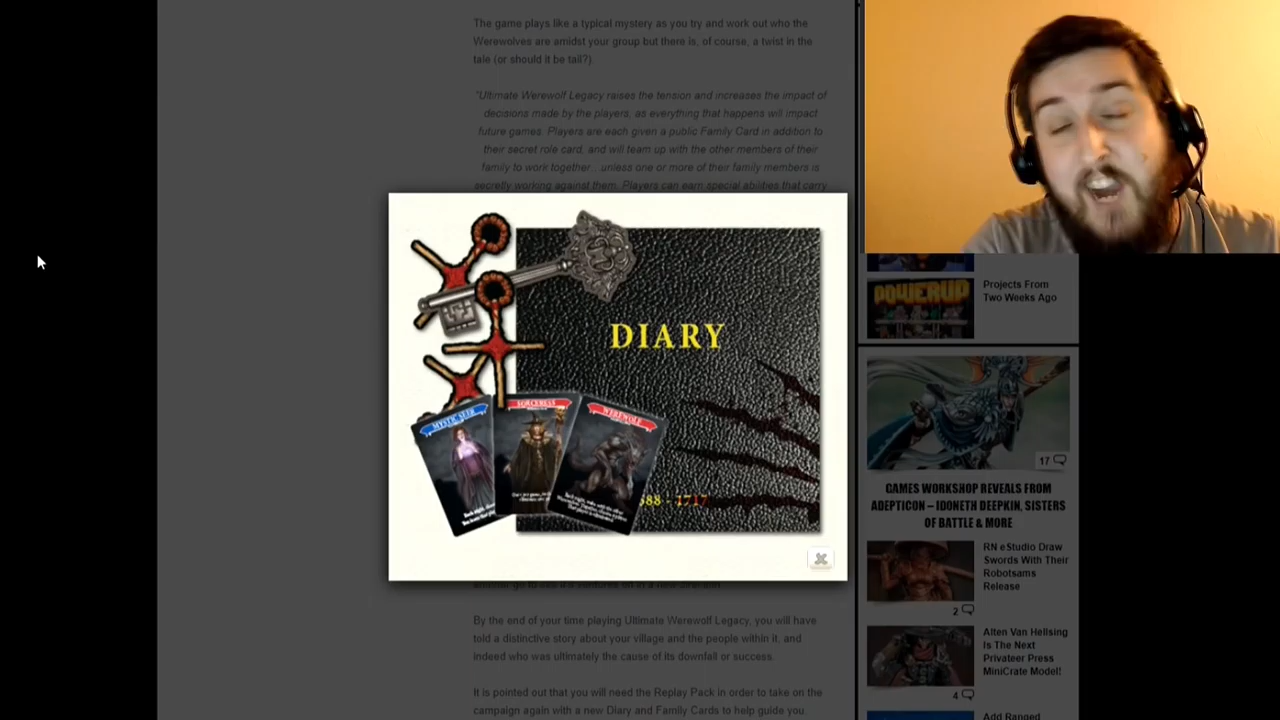 The game plays like a typical mystery as you try and work out who the
Werewolves are amidst your group but there is, of course, a twist in the
tale (or should it be tail?).
"Ultimate Werewolf Legacy raises the tension and increases the impact of
decisions made by the players, as everything that happens will impact
future games. Players are each given a public Family Card in addition to
their secret role card, and will team up with the other members of their
family to work together...unless one or more of their family members is
secretly working against them. Players can earn special abilities that carry
DIARY
MYSTIC SEER
SORCERESS
WEREWOLF
88 - 1717
By the end of your time playing Ultimate Werewolf Legacy, you will have
told a distinctive story about your village and the people within it, and
indeed who was ultimately the cause of its downfall or success.
It is pointed out that you will need the Replay Pack in order to take on the
campaign again with a new Diary and Family Cards to help guide you
POWERUP
Projects From
Two Weeks Ago
17
GAMES WORKSHOP REVEALS FROM
ADEPTICON – IDONETH DEEPKIN, SISTERS
OF BATTLE & MORE
RN eStudio Draw
Swords With Their
Robotsams
Release
2
Alten Van Hellsing
Is The Next
Privateer Press
MiniCrate Model!
4
Add Ranged